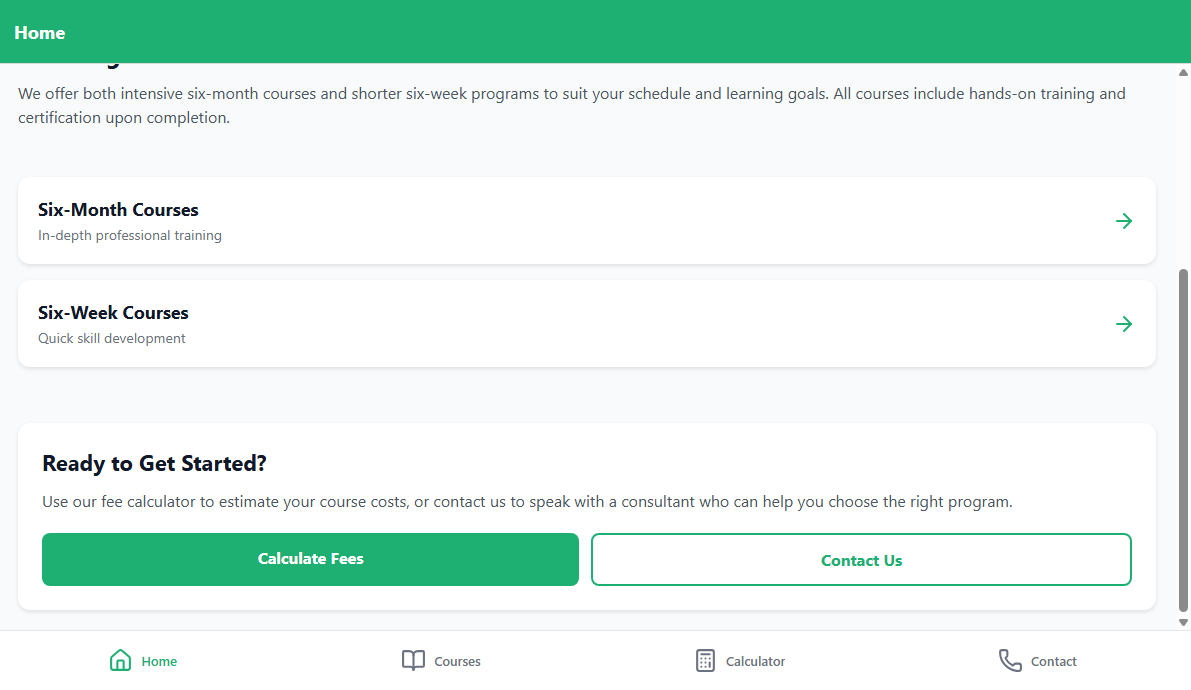 Home
We offer both intensive six-month courses and shorter six-week programs to suit your schedule and learning goals. All courses include hands-on training and
certification upon completion.
Six-Month Courses
In-depth professional training
Six-Week Courses
Quick skill development
Ready to Get Started?
Use our fee calculator to estimate your course costs, or contact us to speak with a consultant who can help you choose the right program.
Calculate Fees
Contact Us
Home
Courses
Calculator
Contact